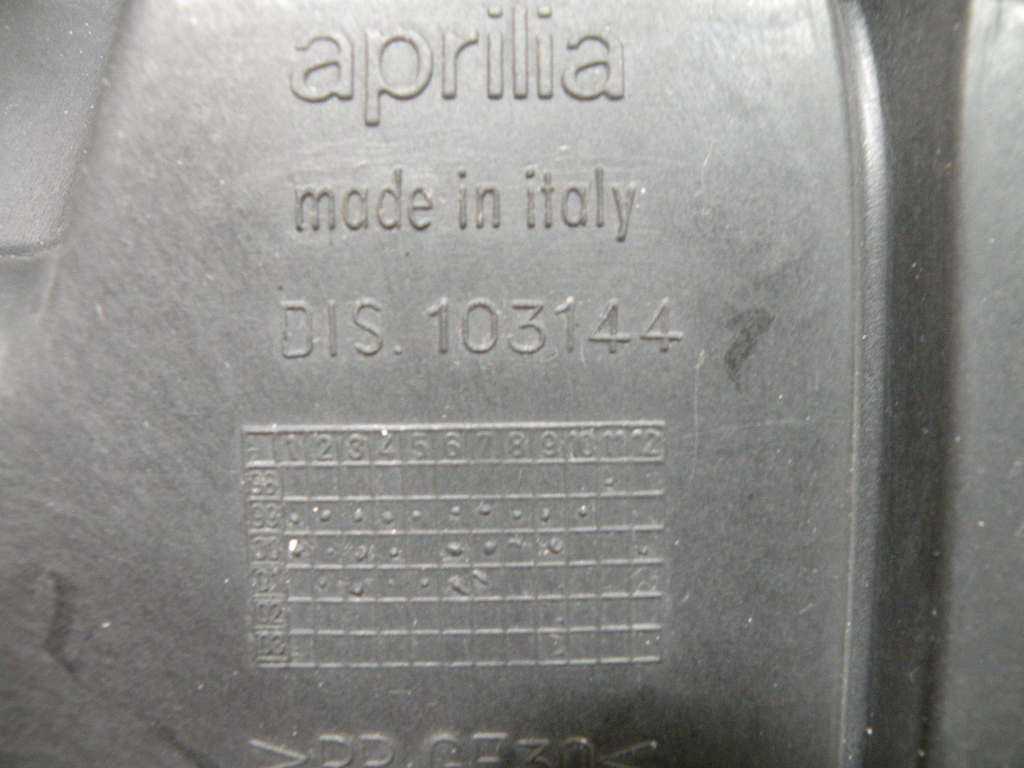 aprilia
made in italy
DIS. 103144
1 2 3 4 5 6 7 8 9 10 11 12